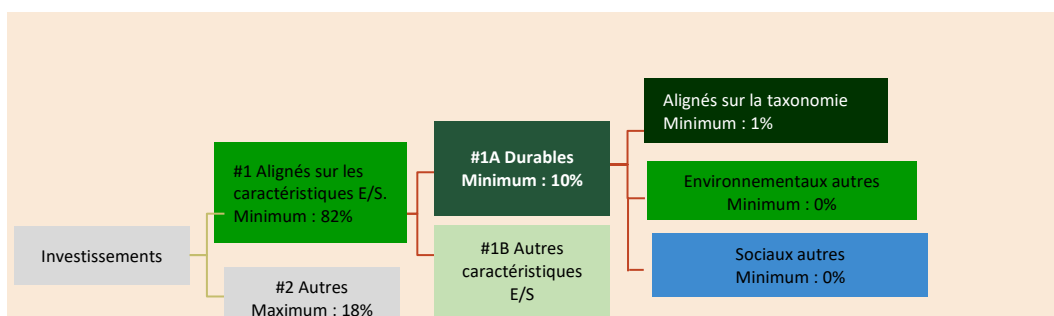 Investissements
#1 Alignés sur les
caractéristiques E/S.
Minimum : 82%
#2 Autres
Maximum : 18%
#1A Durables
Minimum : 10%
#1B Autres
caractéristiques
E/S
Alignés sur la taxonomie
Minimum : 1%
Environnementaux autres
Minimum : 0%
Sociaux autres
Minimum : 0%